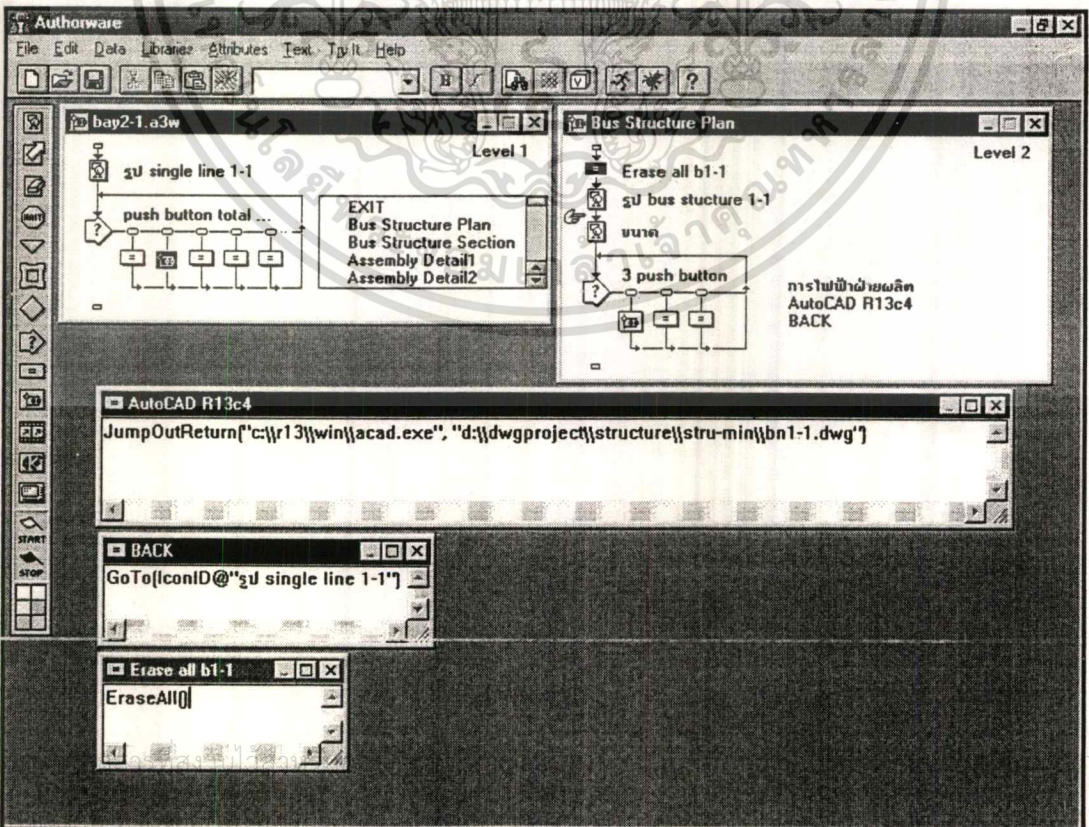 Authorware
File Edit Data Libraries Attributes Text Try It Help
B I
?
bay2-1.a3w
Level 1
รูป single line 1-1
push button total ...
EXIT
Bus Structure Plan
Bus Structure Section
Assembly Detail1
Assembly Detail2
Bus Structure Plan
Level 2
Erase all b1-1
รูป bus stucture 1-1
ขนาด
3 push button
การไฟฟ้าฝ่ายผลิต
AutoCAD R13c4
BACK
WAIT
START
STOP
AutoCAD R13c4
JumpOutReturn("c:\\r13\\win\\acad.exe", "d:\\dwgproject\\structure\\stru-min\\bn1-1.dwg")
BACK
GoTo(IconID@"รูป single line 1-1")
Erase all b1-1
EraseAll()